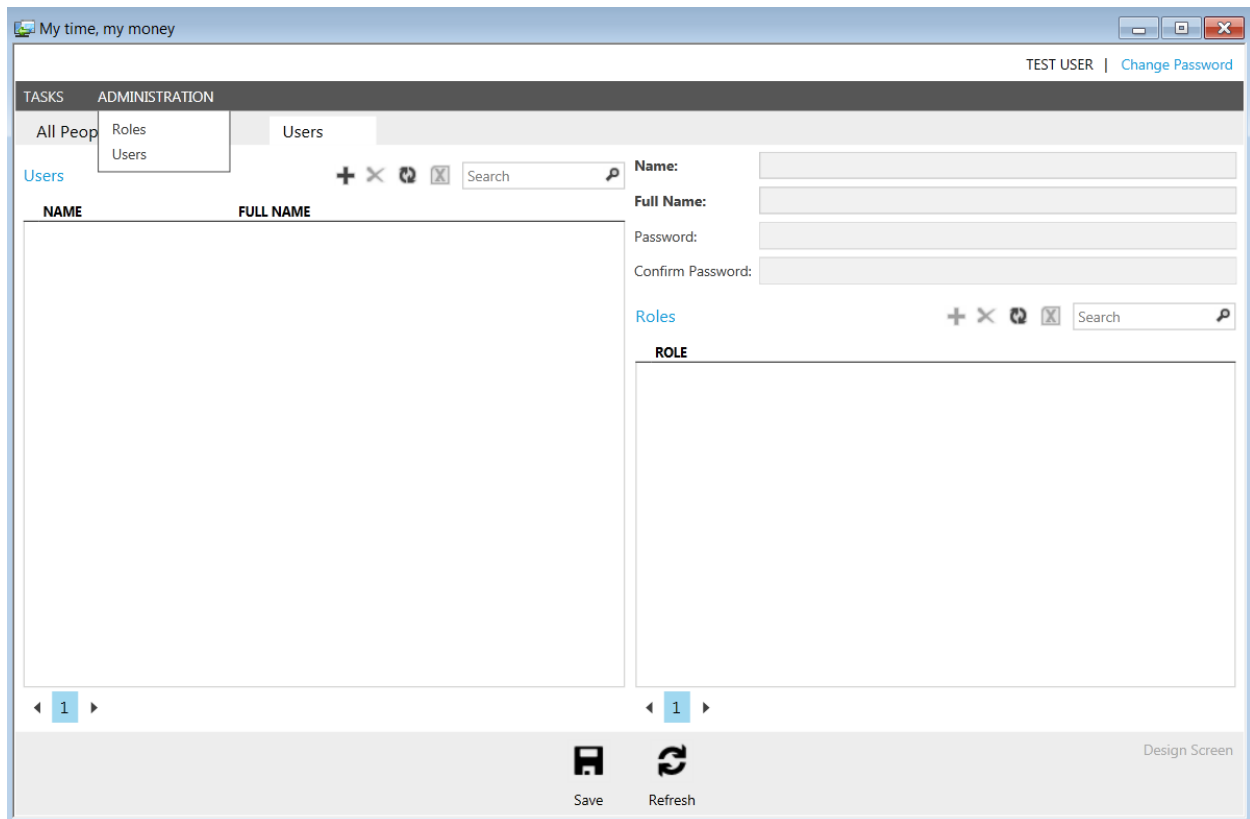 My time, my money
TEST USER | Change Password
TASKS ADMINISTRATION
All Peop
Users
Roles
Users
Users
Search
NAME FULL NAME
1
Name:
Full Name:
Password:
Confirm Password:
Roles
Search
ROLE
1
Save Refresh
Design Screen